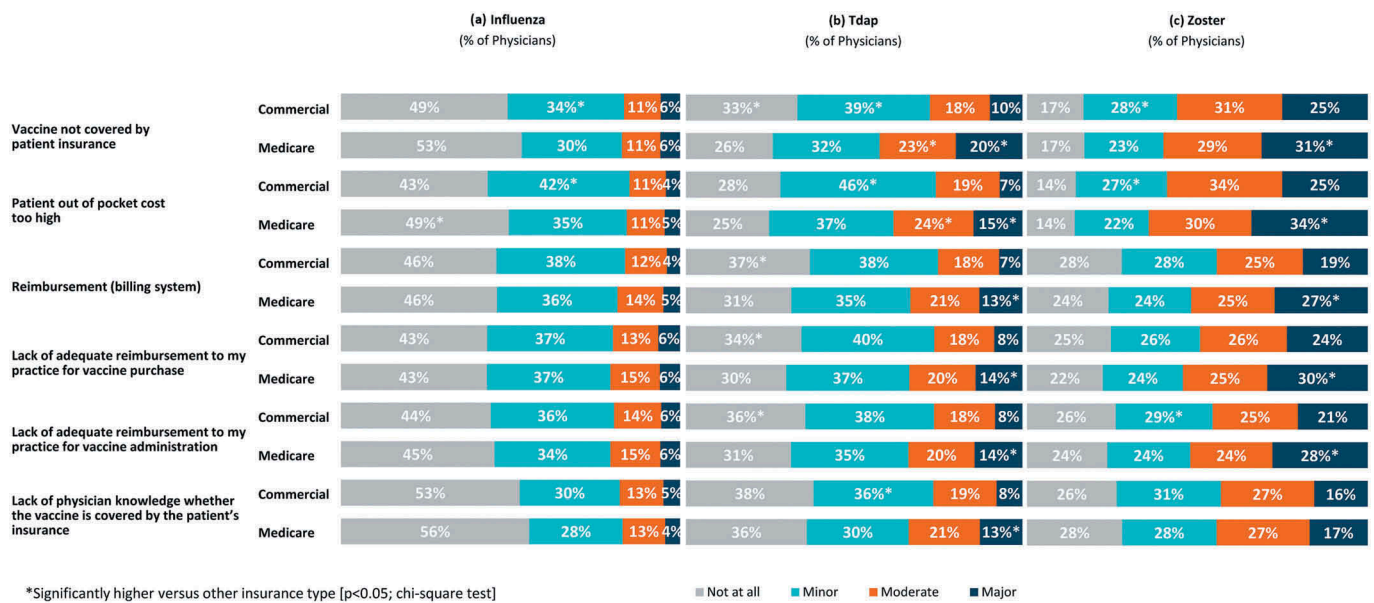 (a) Influenza (b) Tdap (c) Zoster
(% of Physicians) (% of Physicians) (% of Physicians)
Vaccine not covered by
patient insurance
Commercial 49% 34%* 11% 6% 33%* 39%* 18% 10% 17% 28%* 31% 25%
Medicare 53% 30% 11% 6% 26% 32% 23%* 20%* 17% 23% 29% 31%*
Patient out of pocket cost
too high
Commercial 43% 42%* 11% 4% 28% 46%* 19% 7% 14% 27%* 34% 25%
Medicare 49%* 35% 11% 5% 25% 37% 24%* 15%* 14% 22% 30% 34%*
Reimbursement (billing system)
Commercial 46% 38% 12% 4% 37%* 38% 18% 7% 28% 28% 25% 19%
Medicare 46% 36% 14% 5% 31% 35% 21% 13%* 24% 24% 25% 27%*
Lack of adequate reimbursement to my
practice for vaccine purchase
Commercial 43% 37% 13% 6% 34%* 40% 18% 8% 25% 26% 26% 24%
Medicare 43% 37% 15% 6% 30% 37% 20% 14%* 22% 24% 25% 30%*
Lack of adequate reimbursement to my
practice for vaccine administration
Commercial 44% 36% 14% 6% 36%* 38% 18% 8% 26% 29%* 25% 21%
Medicare 45% 34% 15% 6% 31% 35% 20% 14%* 24% 24% 24% 28%*
Lack of physician knowledge whether
the vaccine is covered by the patient's
insurance
Commercial 53% 30% 13% 5% 38% 36%* 19% 8% 26% 31% 27% 16%
Medicare 56% 28% 13% 4% 36% 30% 21% 13%* 28% 28% 27% 17%
*Significantly higher versus other insurance type [p<0.05; chi-square test] Not at all Minor Moderate Major